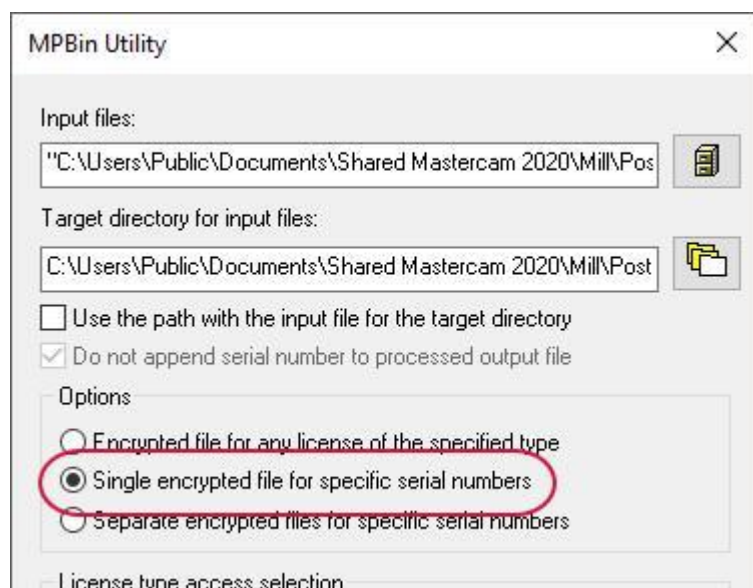 MPBin Utility
Input files:
"C:\Users\Public\Documents\Shared Mastercam 2020\Mill\Pos
Target directory for input files:
C:\Users\Public\Documents\Shared Mastercam 2020\Mill\Post
Use the path with the input file for the target directory
Do not append serial number to processed output file
Options
Encrypted file for any license of the specified type
Single encrypted file for specific serial numbers
Separate encrypted files for specific serial numbers
License type access selection